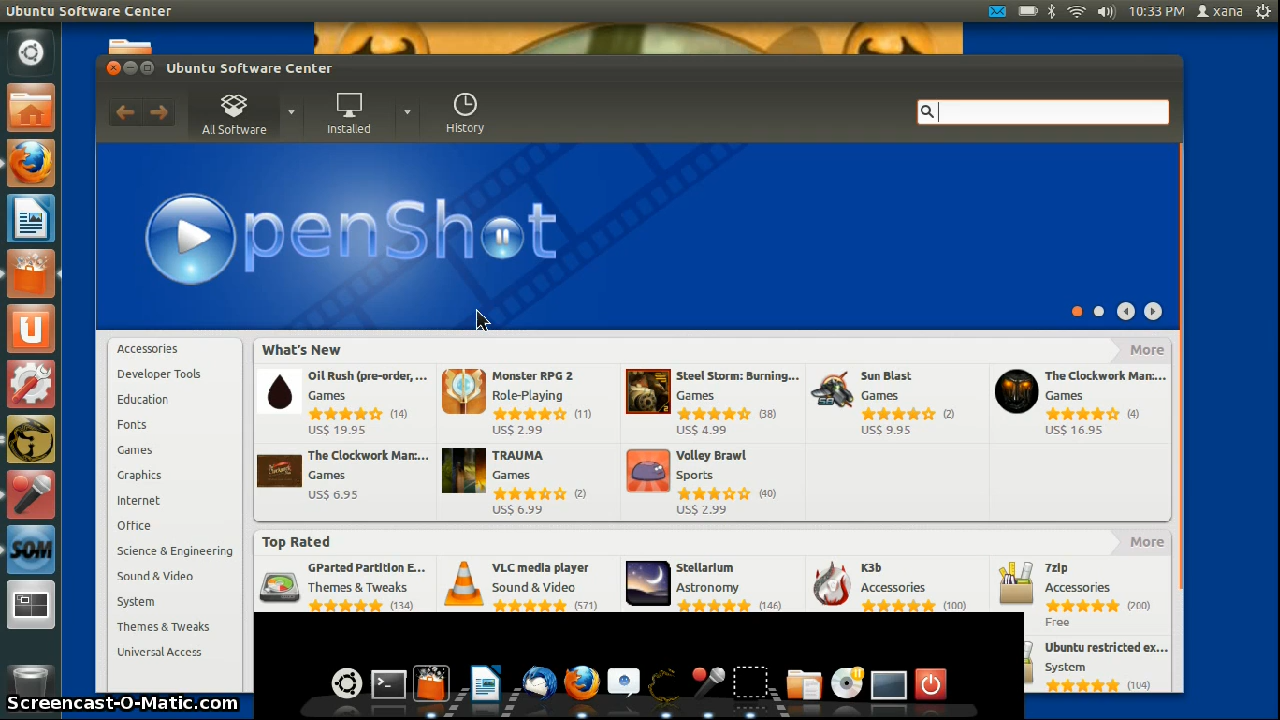 Ubuntu Software Center
10:33 PM
xana
Ubuntu Software Center
All Software
Installed
History
penShot
Accessories
Developer Tools
Education
Fonts
Games
Graphics
Internet
Office
Science & Engineering
Sound & Video
System
Themes & Tweaks
Universal Access
What's New
More
Oil Rush (pre-order, ...
Games
(14)
US$ 19.95
Monster RPG 2
Role-Playing
(11)
US$ 2.99
Steel Storm: Burning...
Games
(38)
US$ 4.99
Sun Blast
Games
(2)
US$ 9.95
The Clockwork Man:...
Games
(4)
US$ 16.95
The Clockwork Man:...
Games
US$ 6.95
TRAUMA
Games
(2)
US$ 6.99
Volley Brawl
Sports
(40)
US$ 2.99
Top Rated
More
GParted Partition E...
Themes & Tweaks
(134)
VLC media player
Sound & Video
(571)
Stellarium
Astronomy
(146)
K3b
Accessories
(100)
7zip
Accessories
(200)
Free
Ubuntu restricted ex...
System
(104)
SOM
Screencast-O-Matic.com